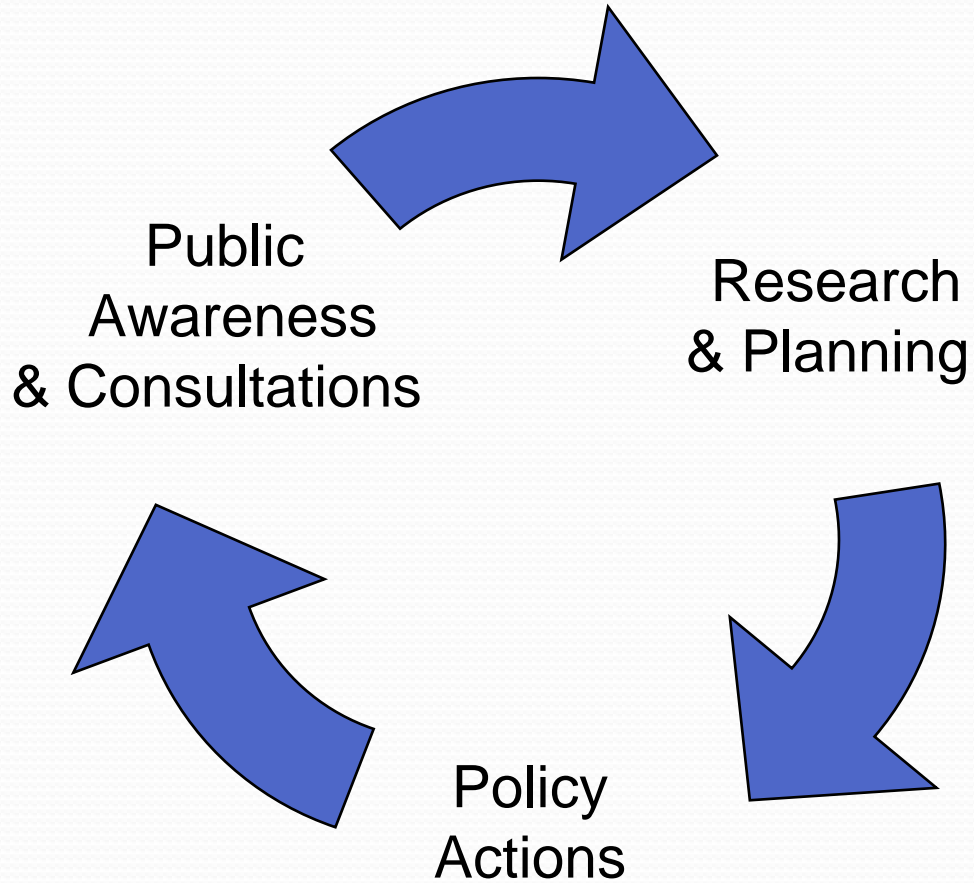 Public
Awareness
& Consultations
Research
& Planning
Policy
Actions